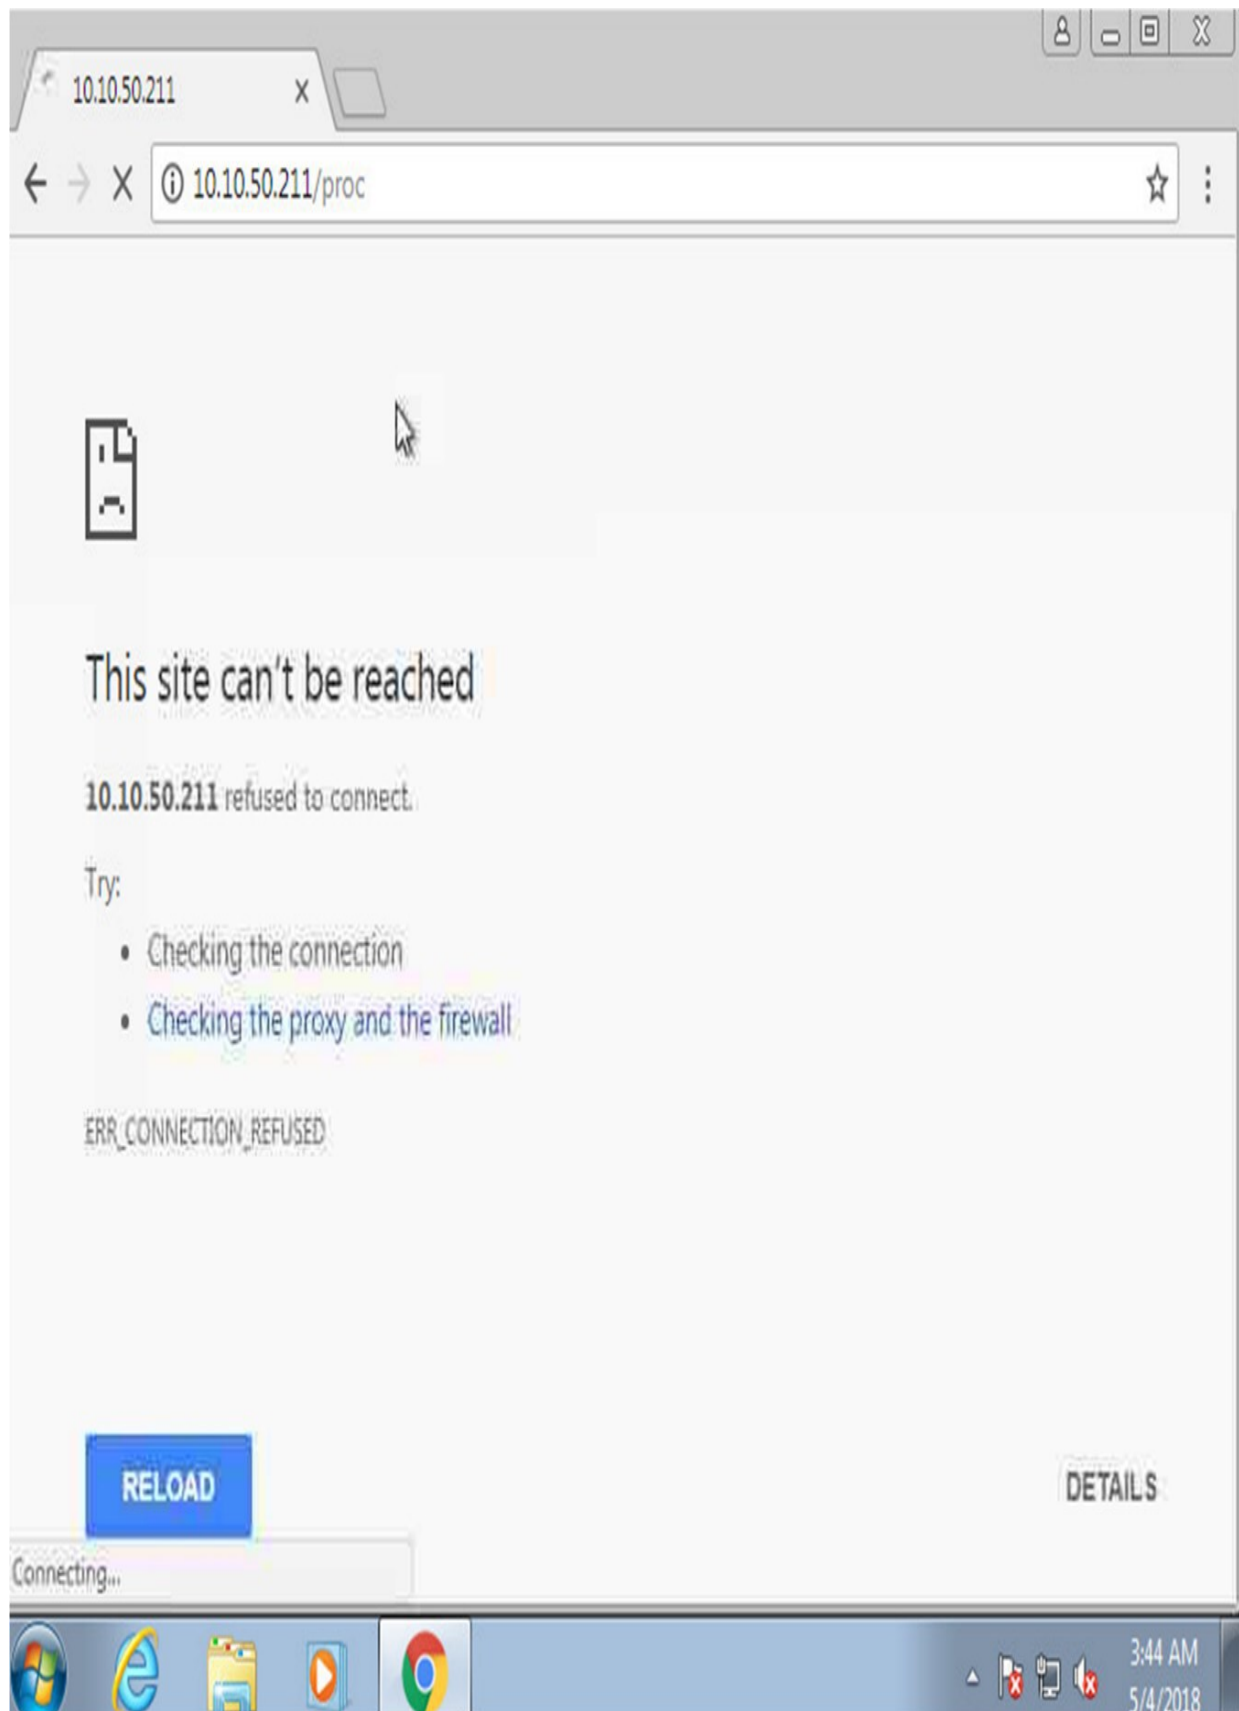 10.10.50.211
10.10.50.211/proc
This site can't be reached
10.10.50.211 refused to connect.
Try:
• Checking the connection
• Checking the proxy and the firewall
ERR_CONNECTION_REFUSED
RELOAD
DETAILS
Connecting...
3:44 AM
5/4/2018